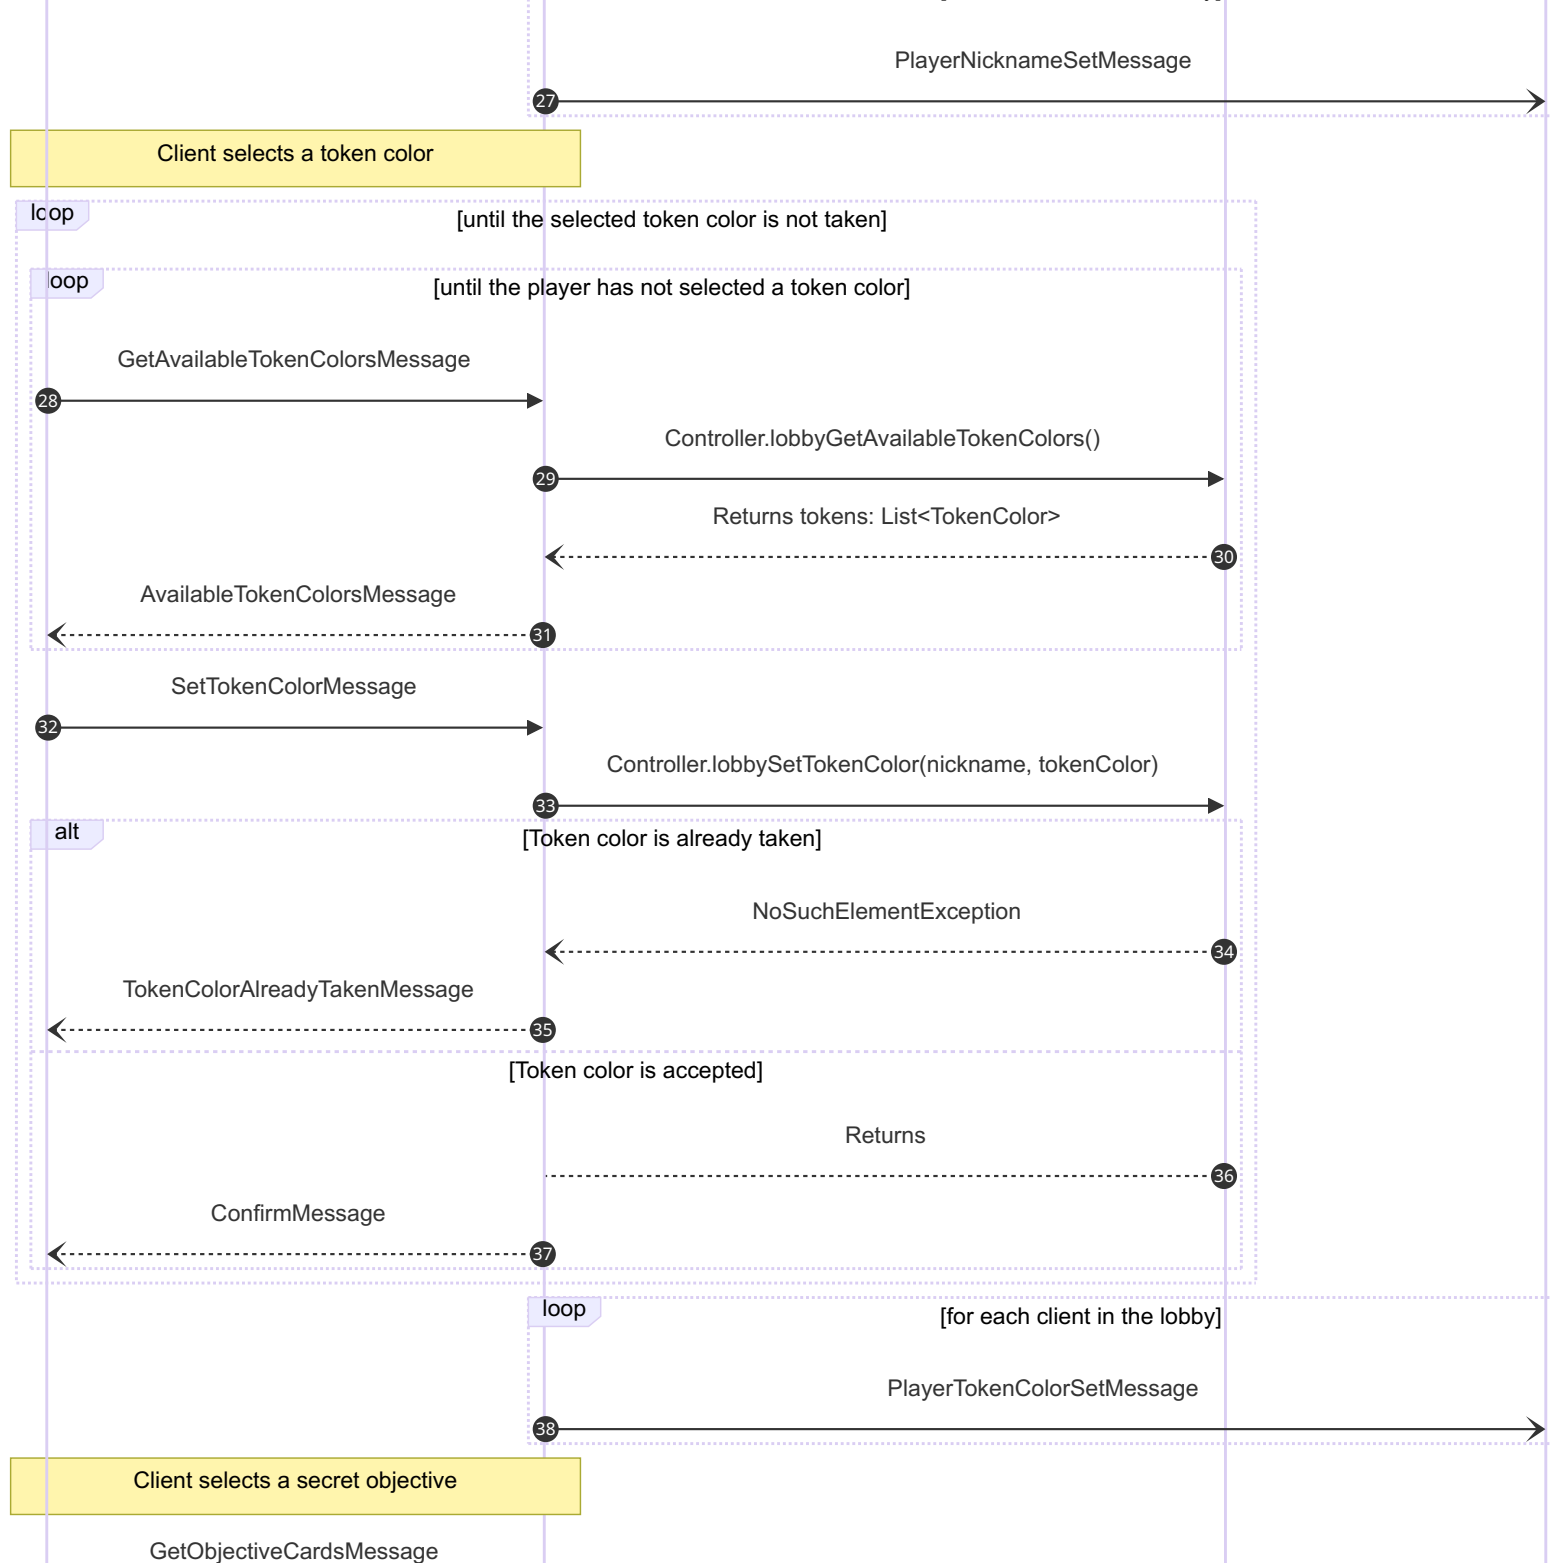 PlayerNicknameSetMessage
27
Client selects a token color
loop
[until the selected token color is not taken]
loop
[until the player has not selected a token color]
GetAvailableTokenColorsMessage
28
Controller.lobbyGetAvailableTokenColors()
29
Returns tokens: List<TokenColor>
30
AvailableTokenColorsMessage
31
SetTokenColorMessage
32
Controller.lobbySetTokenColor(nickname, tokenColor)
33
alt
[Token color is already taken]
NoSuchElementException
34
TokenColorAlreadyTakenMessage
35
[Token color is accepted]
Returns
36
ConfirmMessage
37
loop
[for each client in the lobby]
PlayerTokenColorSetMessage
38
Client selects a secret objective
GetObjectiveCardsMessage